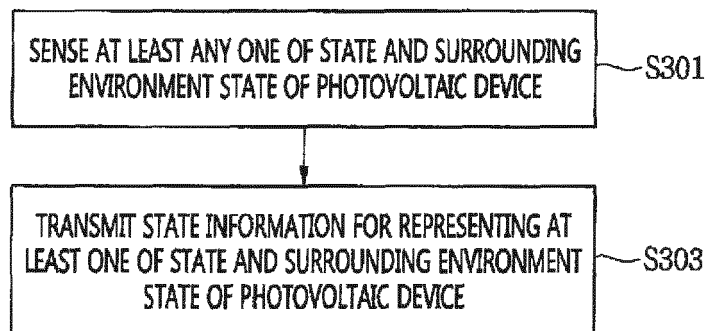 SENSE AT LEAST ANY ONE OF STATE AND SURROUNDING
ENVIRONMENT STATE OF PHOTOVOLTAIC DEVICE
S301
TRANSMIT STATE INFORMATION FOR REPRESENTING AT
LEAST ONE OF STATE AND SURROUNDING ENVIRONMENT
STATE OF PHOTOVOLTAIC DEVICE
S303